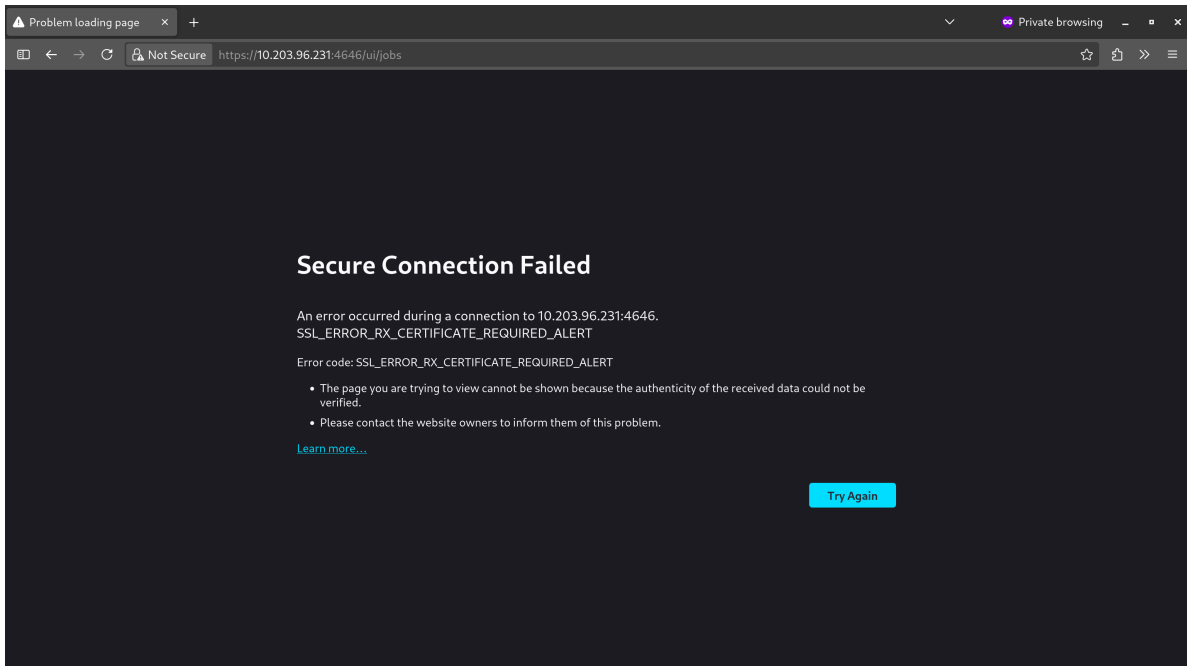 Problem loading page
Private browsing
Not Secure https://10.203.96.231:4646/ui/jobs
Secure Connection Failed
An error occurred during a connection to 10.203.96.231:4646.
SSL_ERROR_RX_CERTIFICATE_REQUIRED_ALERT
Error code: SSL_ERROR_RX_CERTIFICATE_REQUIRED_ALERT
• The page you are trying to view cannot be shown because the authenticity of the received data could not be
verified.
• Please contact the website owners to inform them of this problem.
Learn more…
Try Again